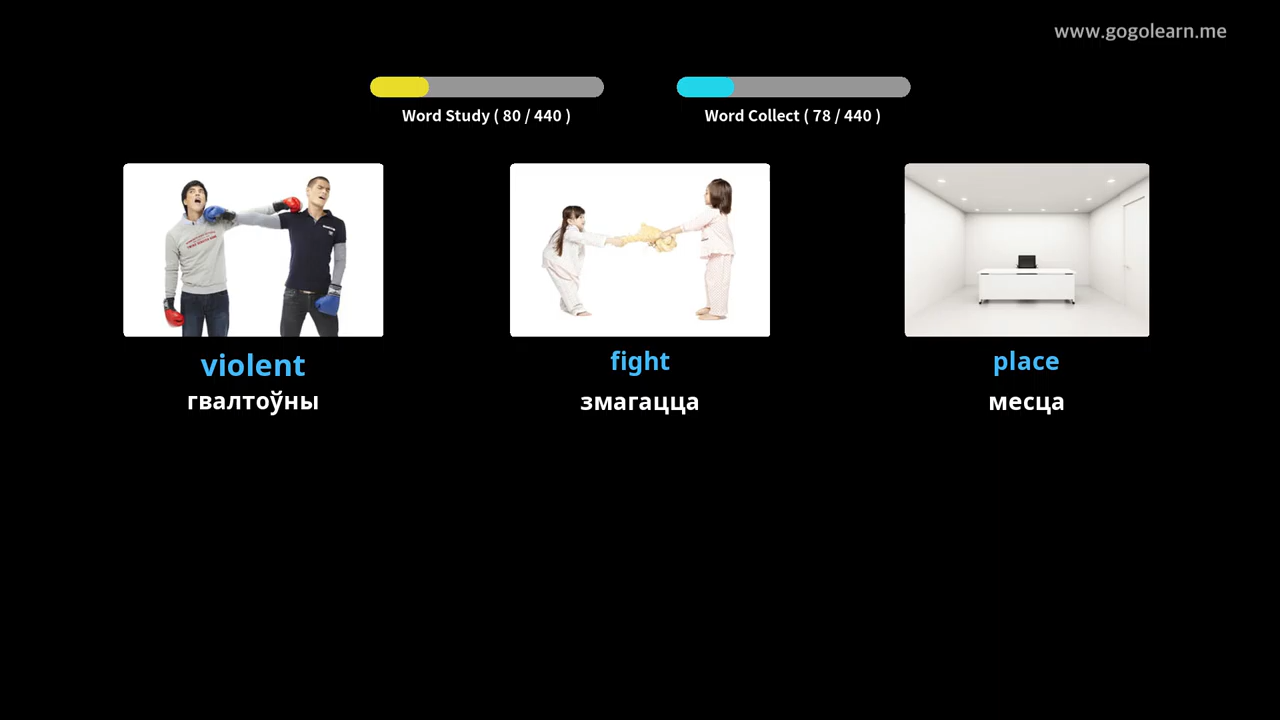 www.gogolearn.me
Word Study ( 80 / 440 )
Word Collect ( 78 / 440 )
violent
fight
place
гвалтоўны
змагацца
месца